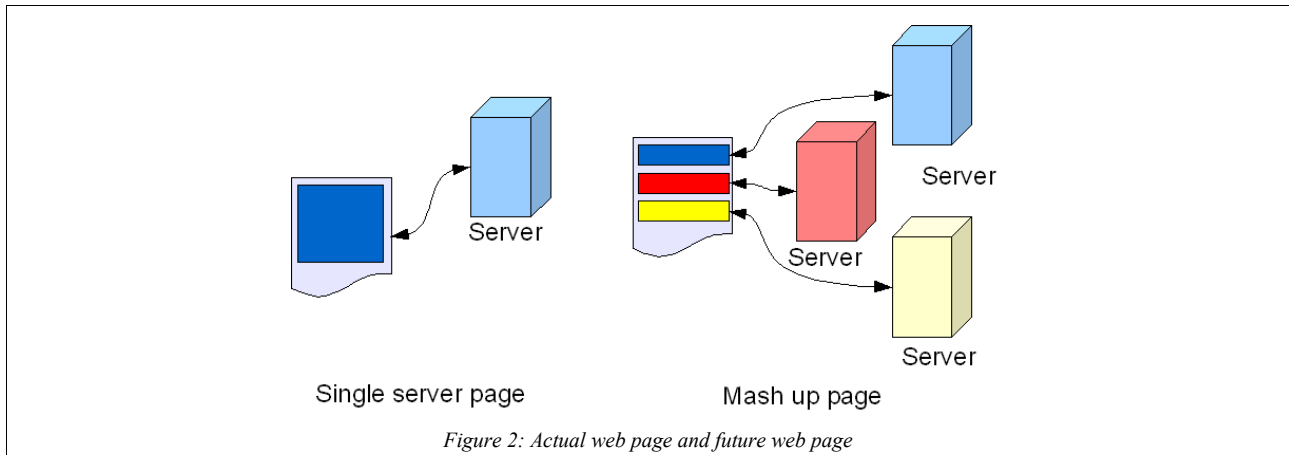 Server
Single server page
Server
Server
Server
Mash up page
Figure 2: Actual web page and future web page